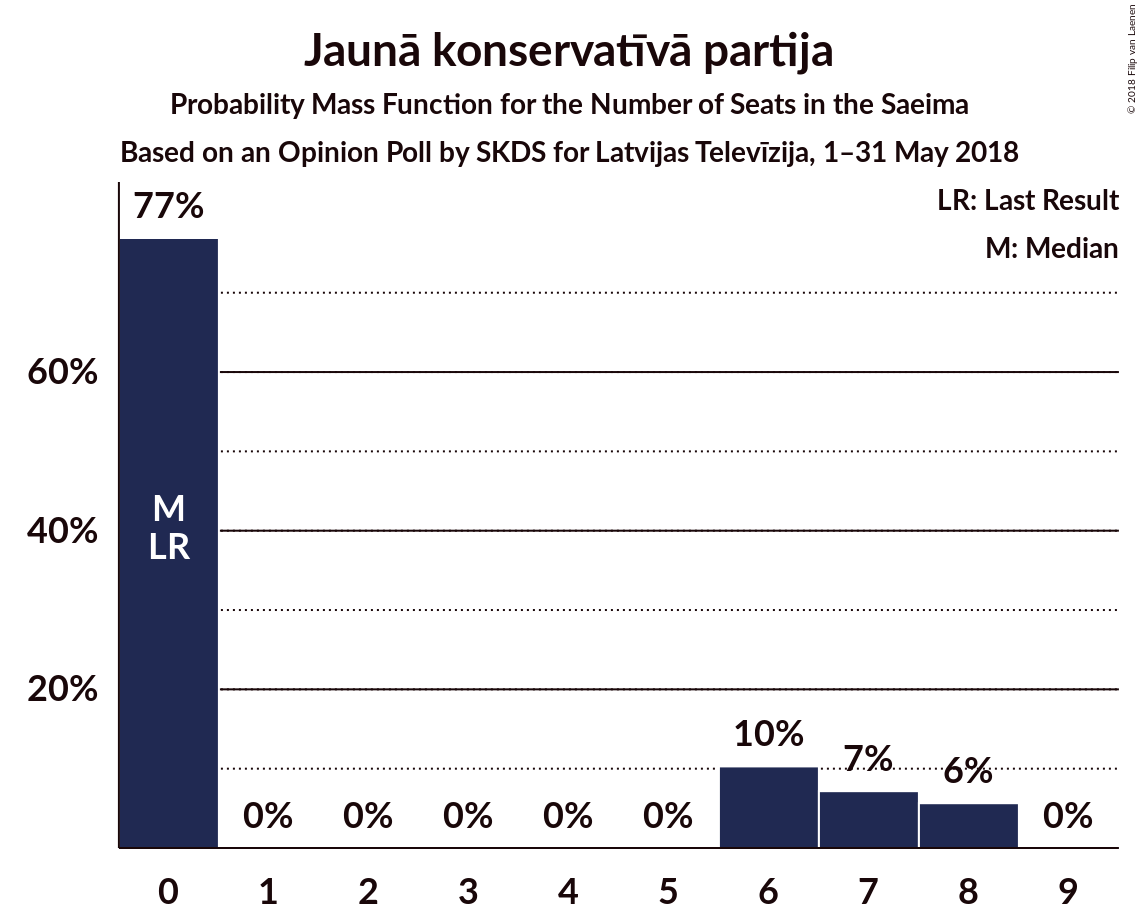 Jaunā konservatīvā partija
Probability Mass Function for the Number of Seats in the Saeima
Based on an Opinion Poll by SKDS for Latvijas Televīzija, 1–31 May 2018
© 2018 Filip van Laenen
LR: Last Result
M: Median
77%
60%
40%
20%
M
LR
0%
0%
0%
0%
0%
10%
7%
6%
0%
0
1
2
3
4
5
6
7
8
9